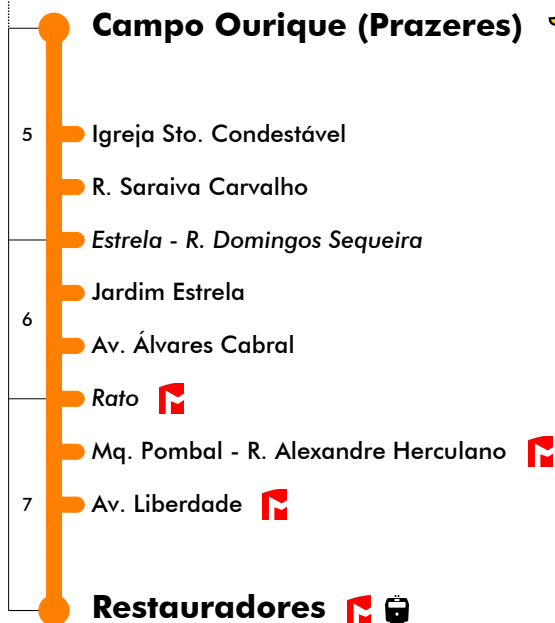 Campo Ourique (Prazeres)
5
Igreja Sto. Condestável
R. Saraiva Carvalho
Estrela - R. Domingos Sequeira
Jardim Estrela
6
Av. Álvares Cabral
Rato
Mq. Pombal - R. Alexandre Herculano
7
Av. Liberdade
Restauradores